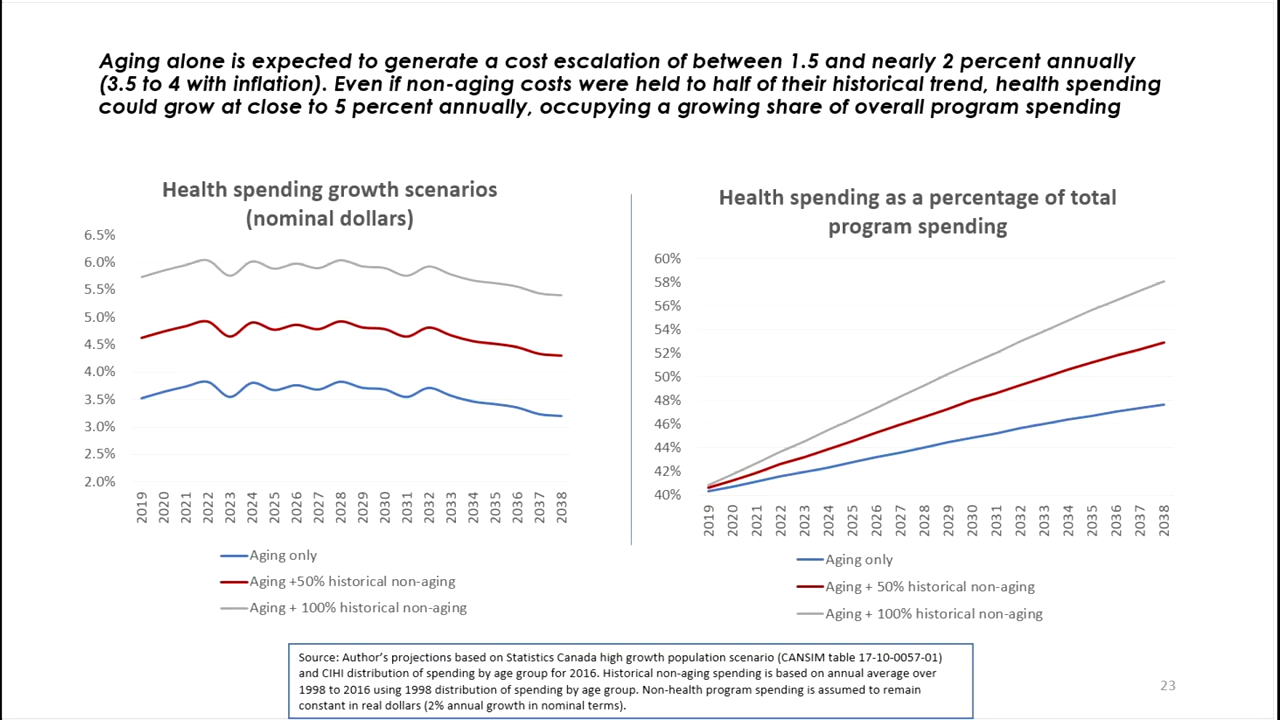 Aging alone is expected to generate a cost escalation of between 1.5 and nearly 2 percent annually
(3.5 to 4 with inflation). Even if non-aging costs were held to half of their historical trend, health spending
could grow at close to 5 percent annually, occupying a growing share of overall program spending
Health spending growth scenarios
(nominal dollars)
6.5%
6.0%
5.5%
5.0%
4.5%
4.0%
3.5%
3.0%
2.5%
2.0%
2019 2020 2021 2022 2023 2024 2025 2026 2027 2028 2029 2030 2031 2032 2033 2034 2035 2036 2037 2038
Aging only
Aging +50% historical non-aging
Aging + 100% historical non-aging
Health spending as a percentage of total
program spending
60%
58%
56%
54%
52%
50%
48%
46%
44%
42%
40%
2019 2020 2021 2022 2023 2024 2025 2026 2027 2028 2029 2030 2031 2032 2033 2034 2035 2036 2037 2038
Aging only
Aging + 50% historical non-aging
Aging + 100% historical non-aging
Source: Author's projections based on Statistics Canada high growth population scenario (CANSIM table 17-10-0057-01)
and CIHI distribution of spending by age group for 2016. Historical non-aging spending is based on annual average over
1998 to 2016 using 1998 distribution of spending by age group. Non-health program spending is assumed to remain
constant in real dollars (2% annual growth in nominal terms).
23